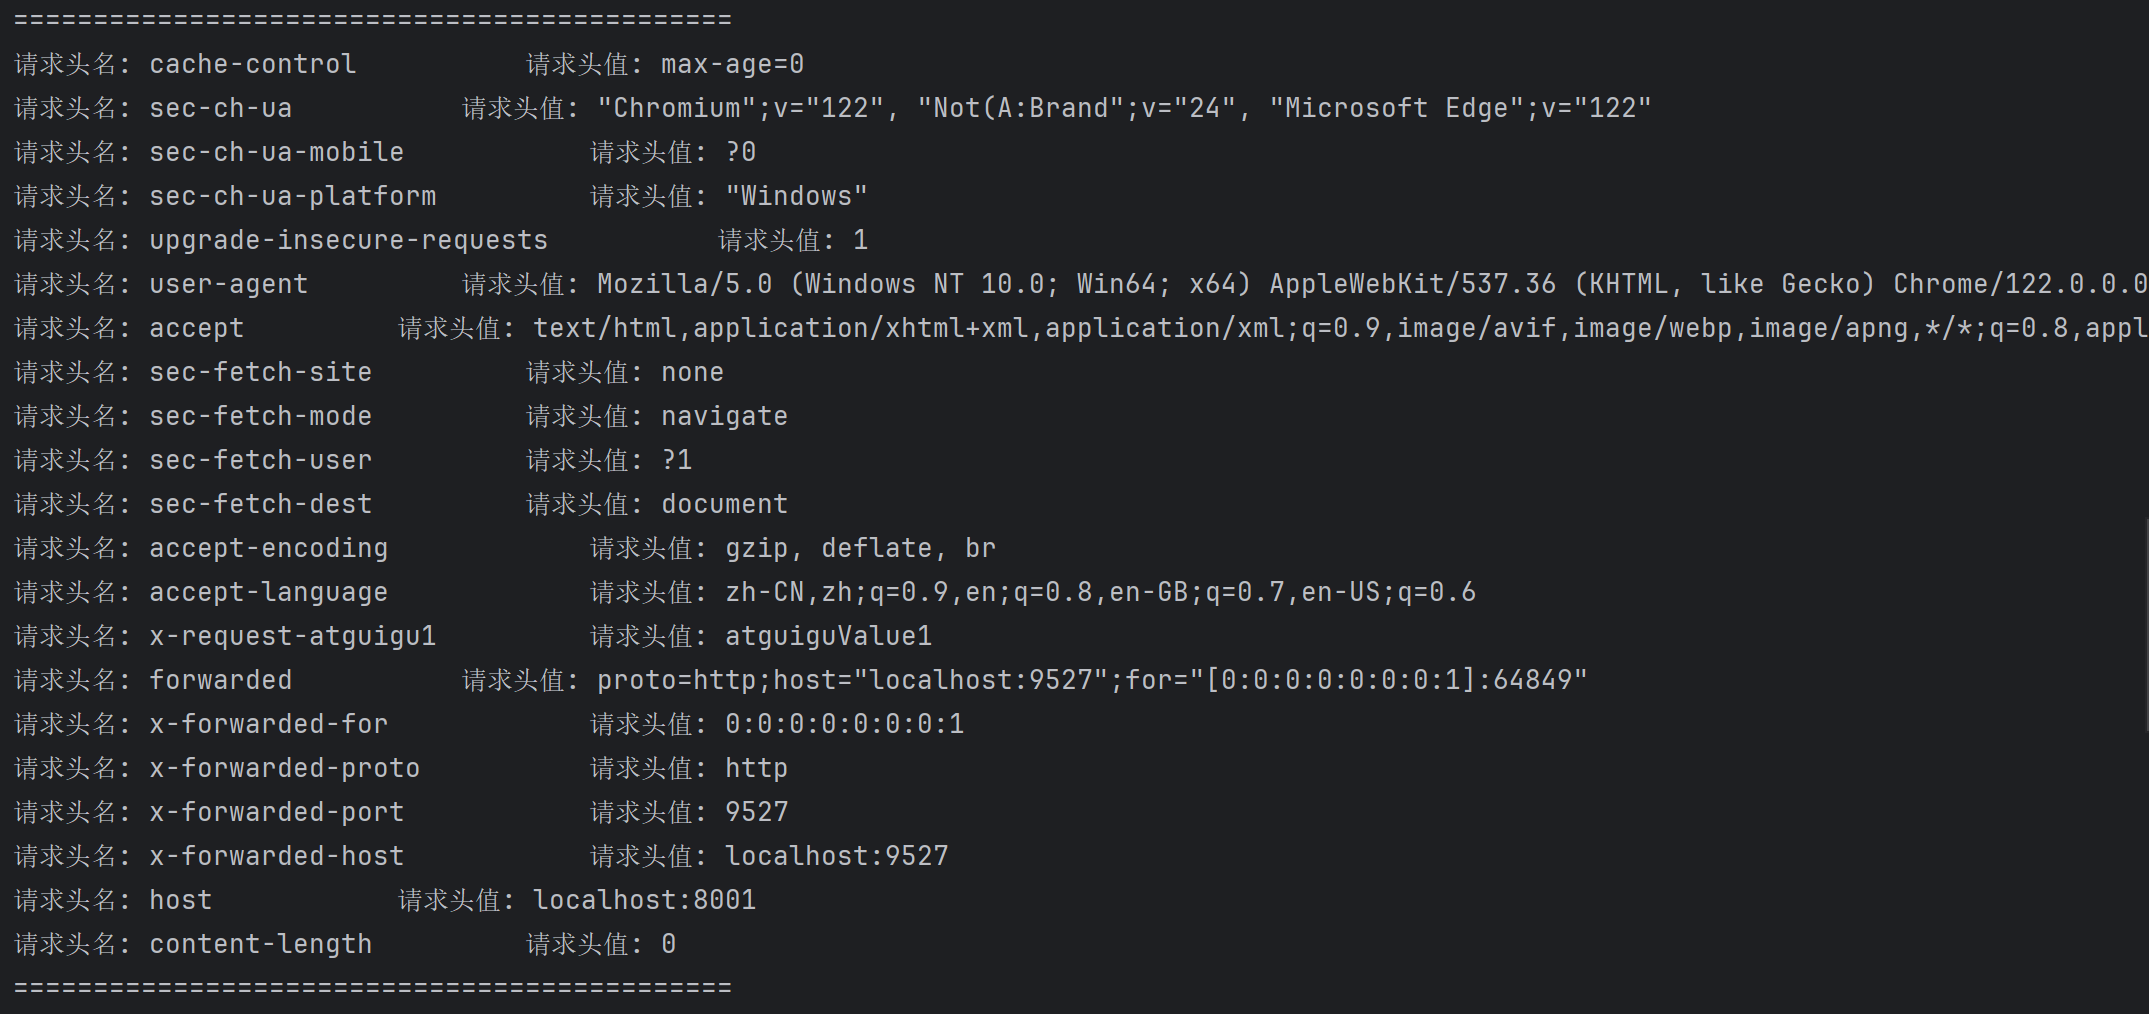 =============================================
请求头名: cache-control 请求头值: max-age=0
请求头名: sec-ch-ua 请求头值: "Chromium";v="122", "Not(A:Brand";v="24", "Microsoft Edge";v="122"
请求头名: sec-ch-ua-mobile 请求头值: ?0
请求头名: sec-ch-ua-platform 请求头值: "Windows"
请求头名: upgrade-insecure-requests 请求头值: 1
请求头名: user-agent 请求头值: Mozilla/5.0 (Windows NT 10.0; Win64; x64) AppleWebKit/537.36 (KHTML, like Gecko) Chrome/122.0.0.0
请求头名: accept 请求头值: text/html,application/xhtml+xml,application/xml;q=0.9,image/avif,image/webp,image/apng,*/*;q=0.8,appl
请求头名: sec-fetch-site 请求头值: none
请求头名: sec-fetch-mode 请求头值: navigate
请求头名: sec-fetch-user 请求头值: ?1
请求头名: sec-fetch-dest 请求头值: document
请求头名: accept-encoding 请求头值: gzip, deflate, br
请求头名: accept-language 请求头值: zh-CN,zh;q=0.9,en;q=0.8,en-GB;q=0.7,en-US;q=0.6
请求头名: x-request-atguigu1 请求头值: atguiguValue1
请求头名: forwarded 请求头值: proto=http;host="localhost:9527";for="[0:0:0:0:0:0:0:1]:64849"
请求头名: x-forwarded-for 请求头值: 0:0:0:0:0:0:0:1
请求头名: x-forwarded-proto 请求头值: http
请求头名: x-forwarded-port 请求头值: 9527
请求头名: x-forwarded-host 请求头值: localhost:9527
请求头名: host 请求头值: localhost:8001
请求头名: content-length 请求头值: 0
=============================================